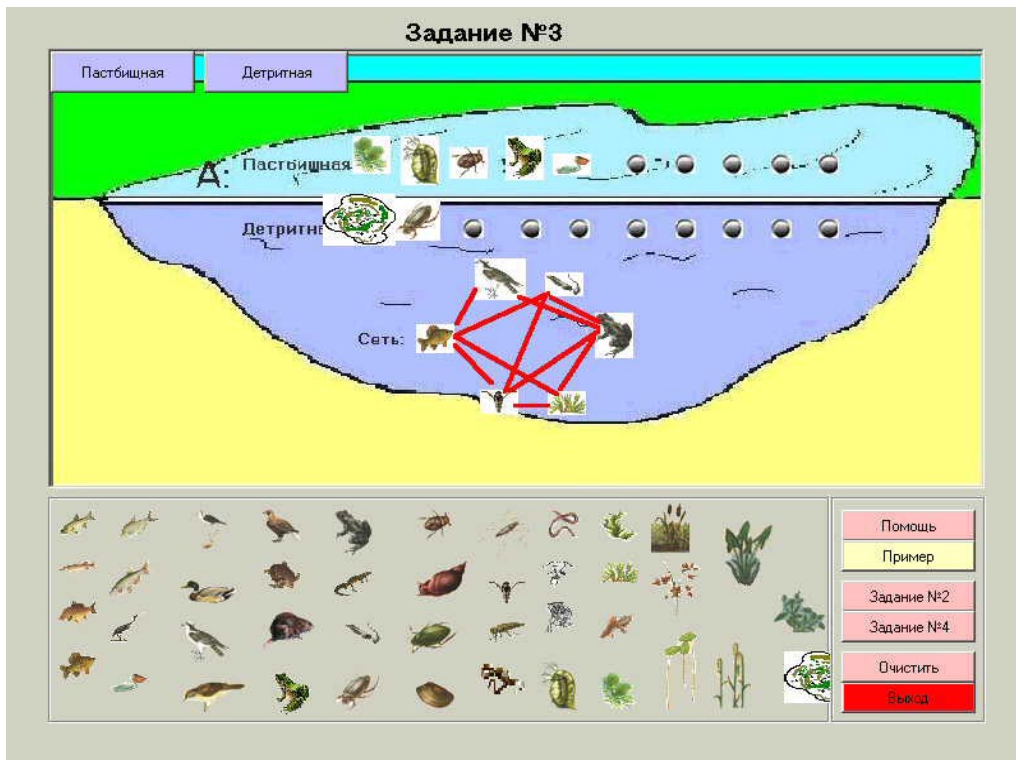 Задание №3
Пастбищная
Детритная
А:
Пастбищная
Детритн
Сеть:
Помощь
Пример
Задание №2
Задание №4
Очистить
Выход